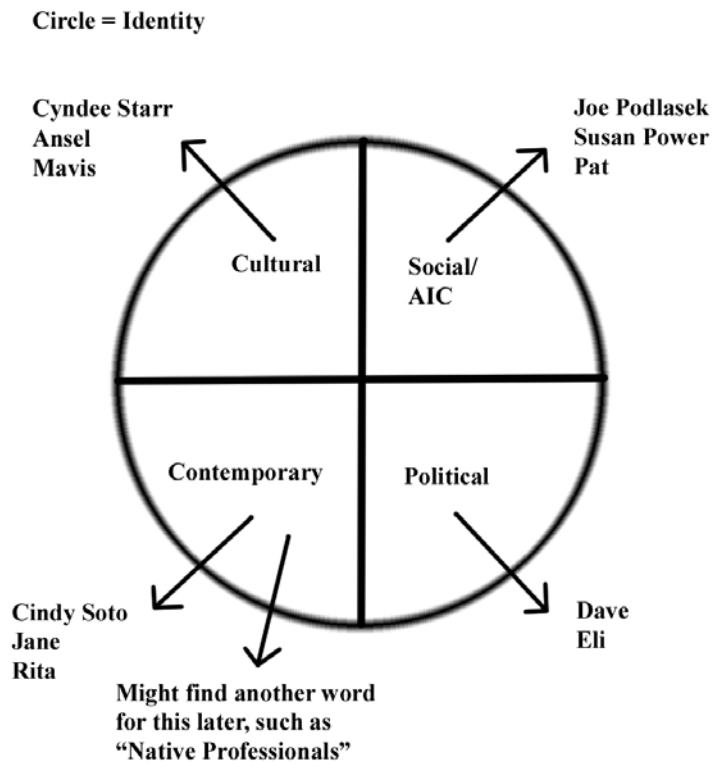 Circle = Identity
Cyndee Starr
Ansel
Mavis
Joe Podlasek
Susan Power
Pat
Cultural
Social/
AIC
Contemporary
Political
Cindy Soto
Jane
Rita
Dave
Eli
Might find another word
for this later, such as
“Native Professionals”